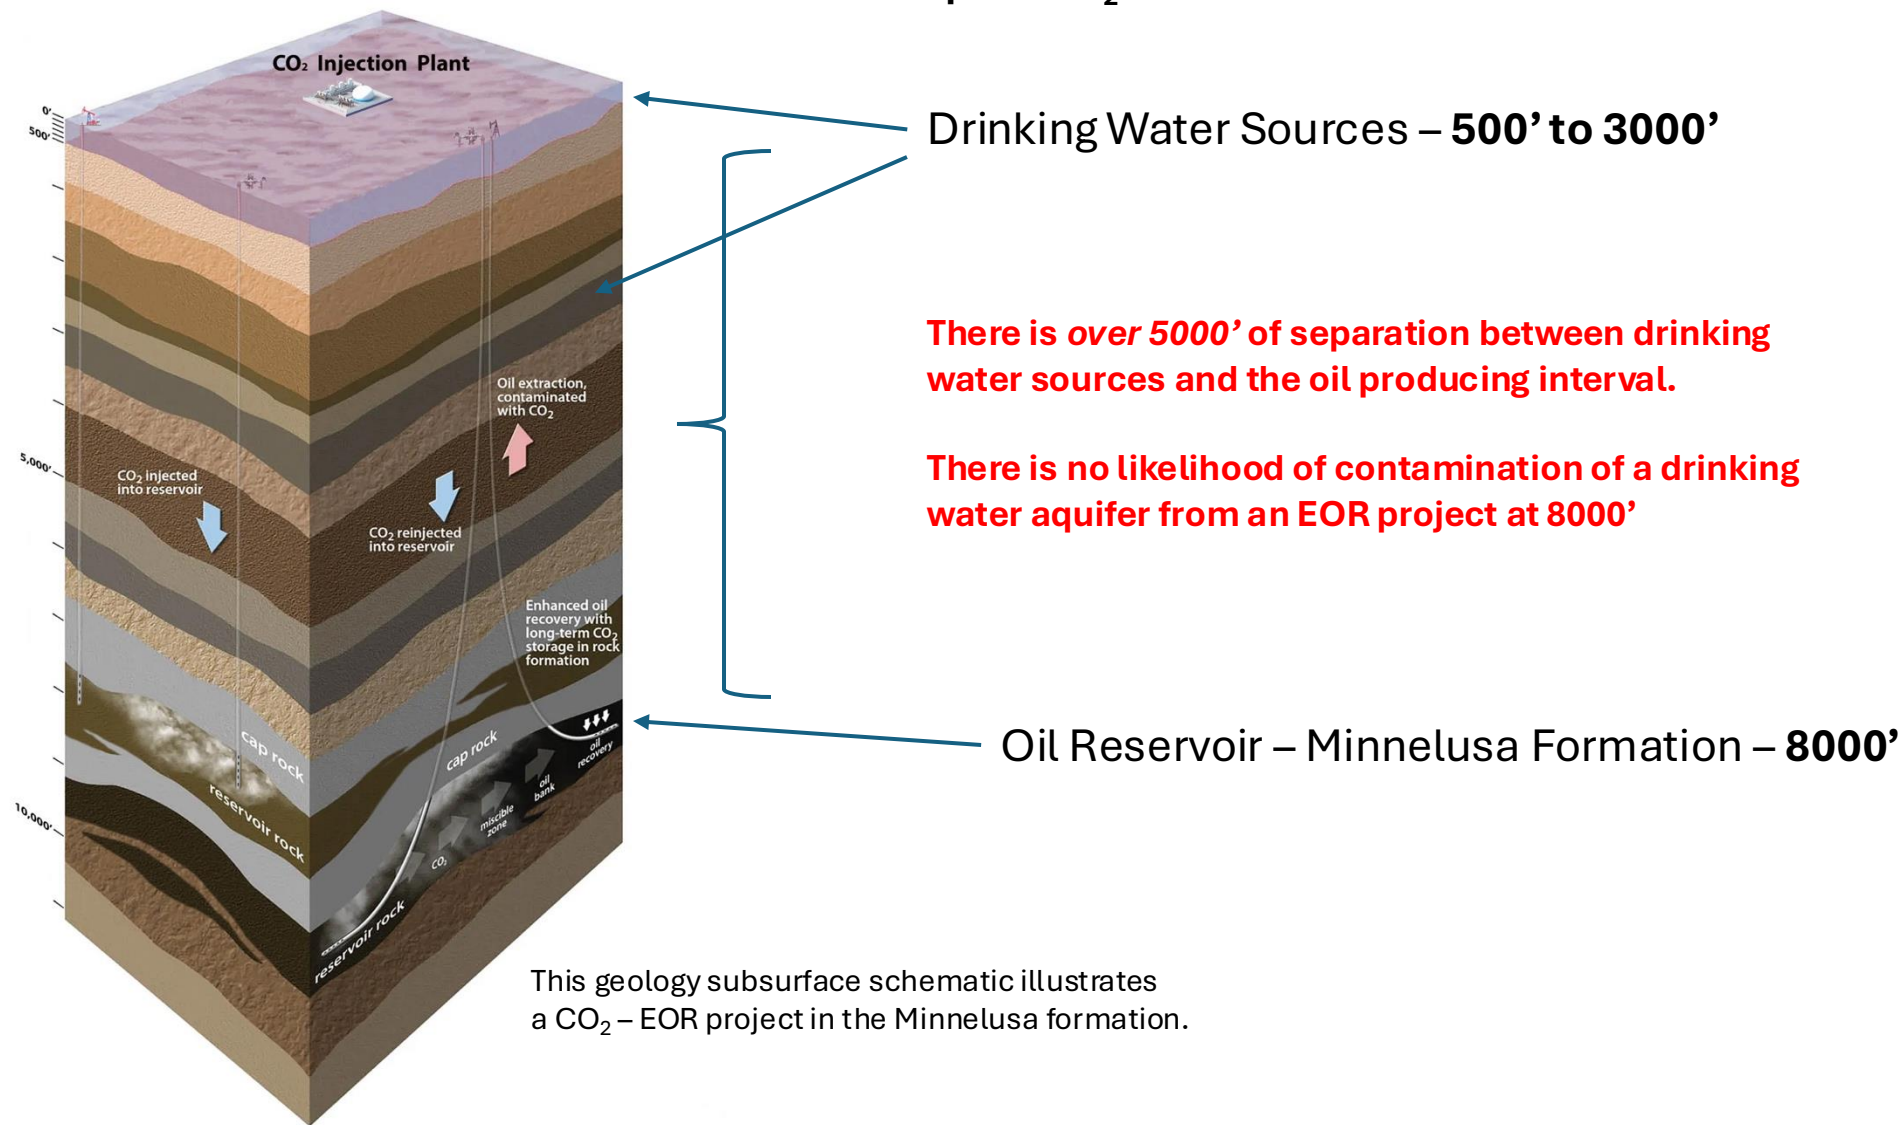 CO₂ Injection Plant
0'
500'
5,000'
10,000'
CO₂ injected
into reservoir
CO₂ reinjected
into reservoir
Oil extraction,
contaminated
with CO₂
Enhanced oil
recovery with
long-term CO₂
storage in rock
formation
cap rock
reservoir rock
cap rock
reservoir rock
CO₂
miscible
zone
oil
bank
oil
recovery
Drinking Water Sources – 500’ to 3000’
There is over 5000’ of separation between drinking
water sources and the oil producing interval.
There is no likelihood of contamination of a drinking
water aquifer from an EOR project at 8000’
Oil Reservoir – Minnelusa Formation – 8000’
This geology subsurface schematic illustrates
a CO₂ – EOR project in the Minnelusa formation.